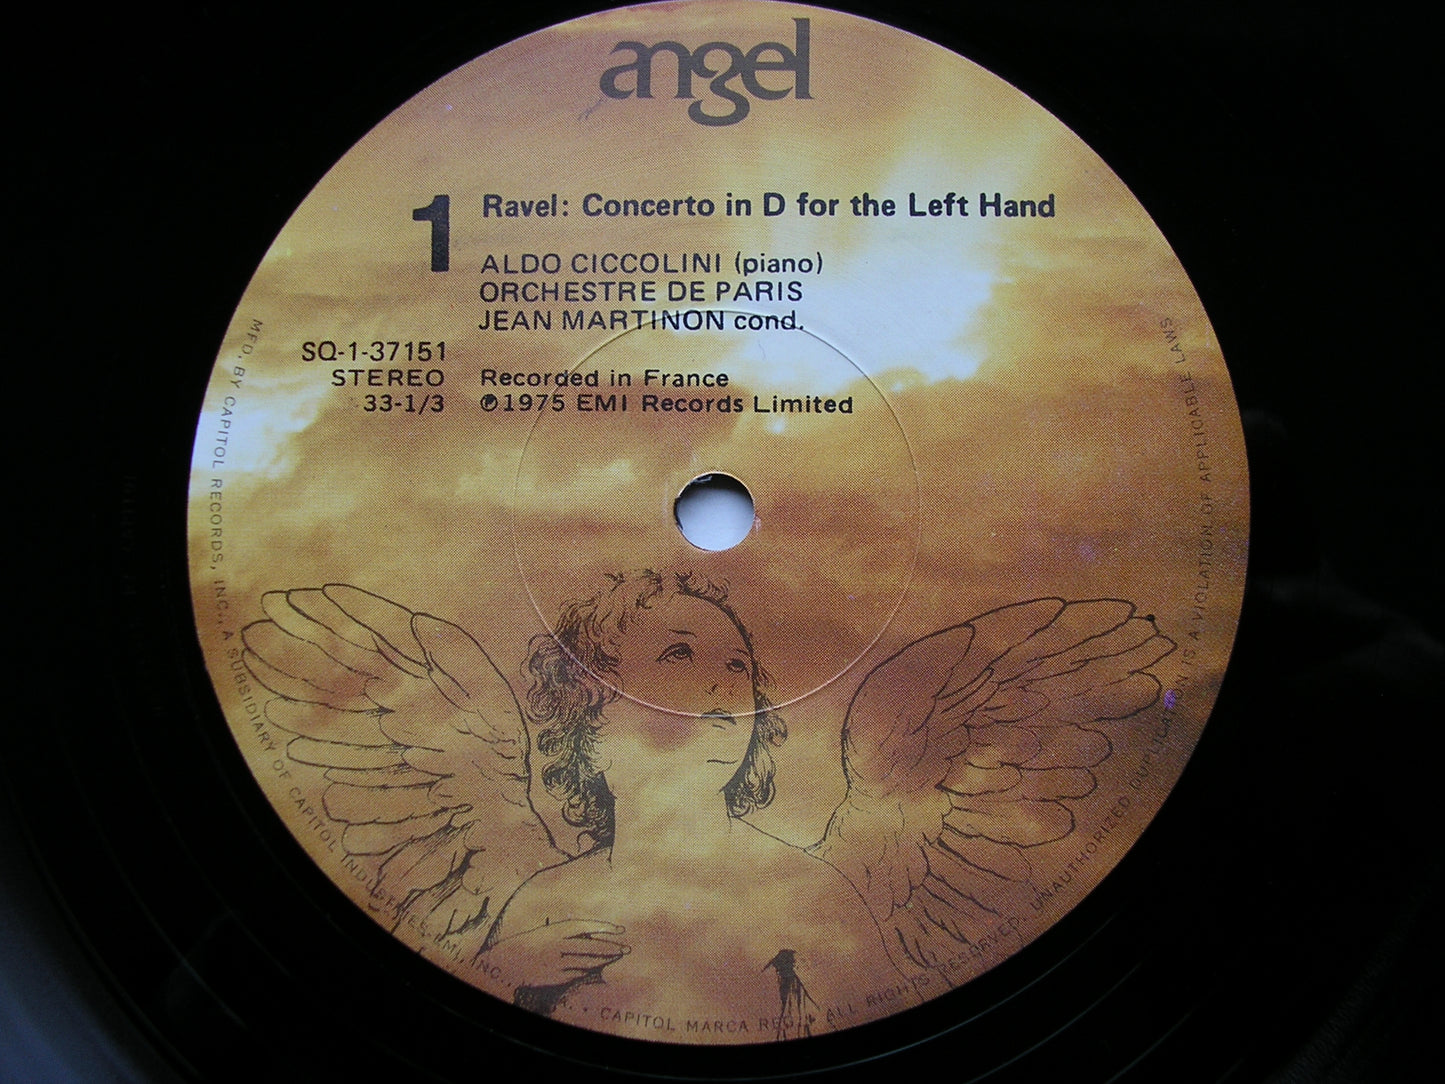 angel
1
Ravel: Concerto in D for the Left Hand
ALDO CICCOLINI (piano)
ORCHESTRE DE PARIS
JEAN MARTINON cond.
SQ-1-37151
STEREO
33-1/3
Recorded in France
℗1975 EMI Records Limited
MFD. BY CAPITOL RECORDS, INC., A SUBSIDIARY OF CAPITOL INDUSTRIES-EMI, INC., • CAPITOL MARCA REG. • ALL RIGHTS RESERVED. UNAUTHORIZED DUPLICATION IS A VIOLATION OF APPLICABLE LAWS